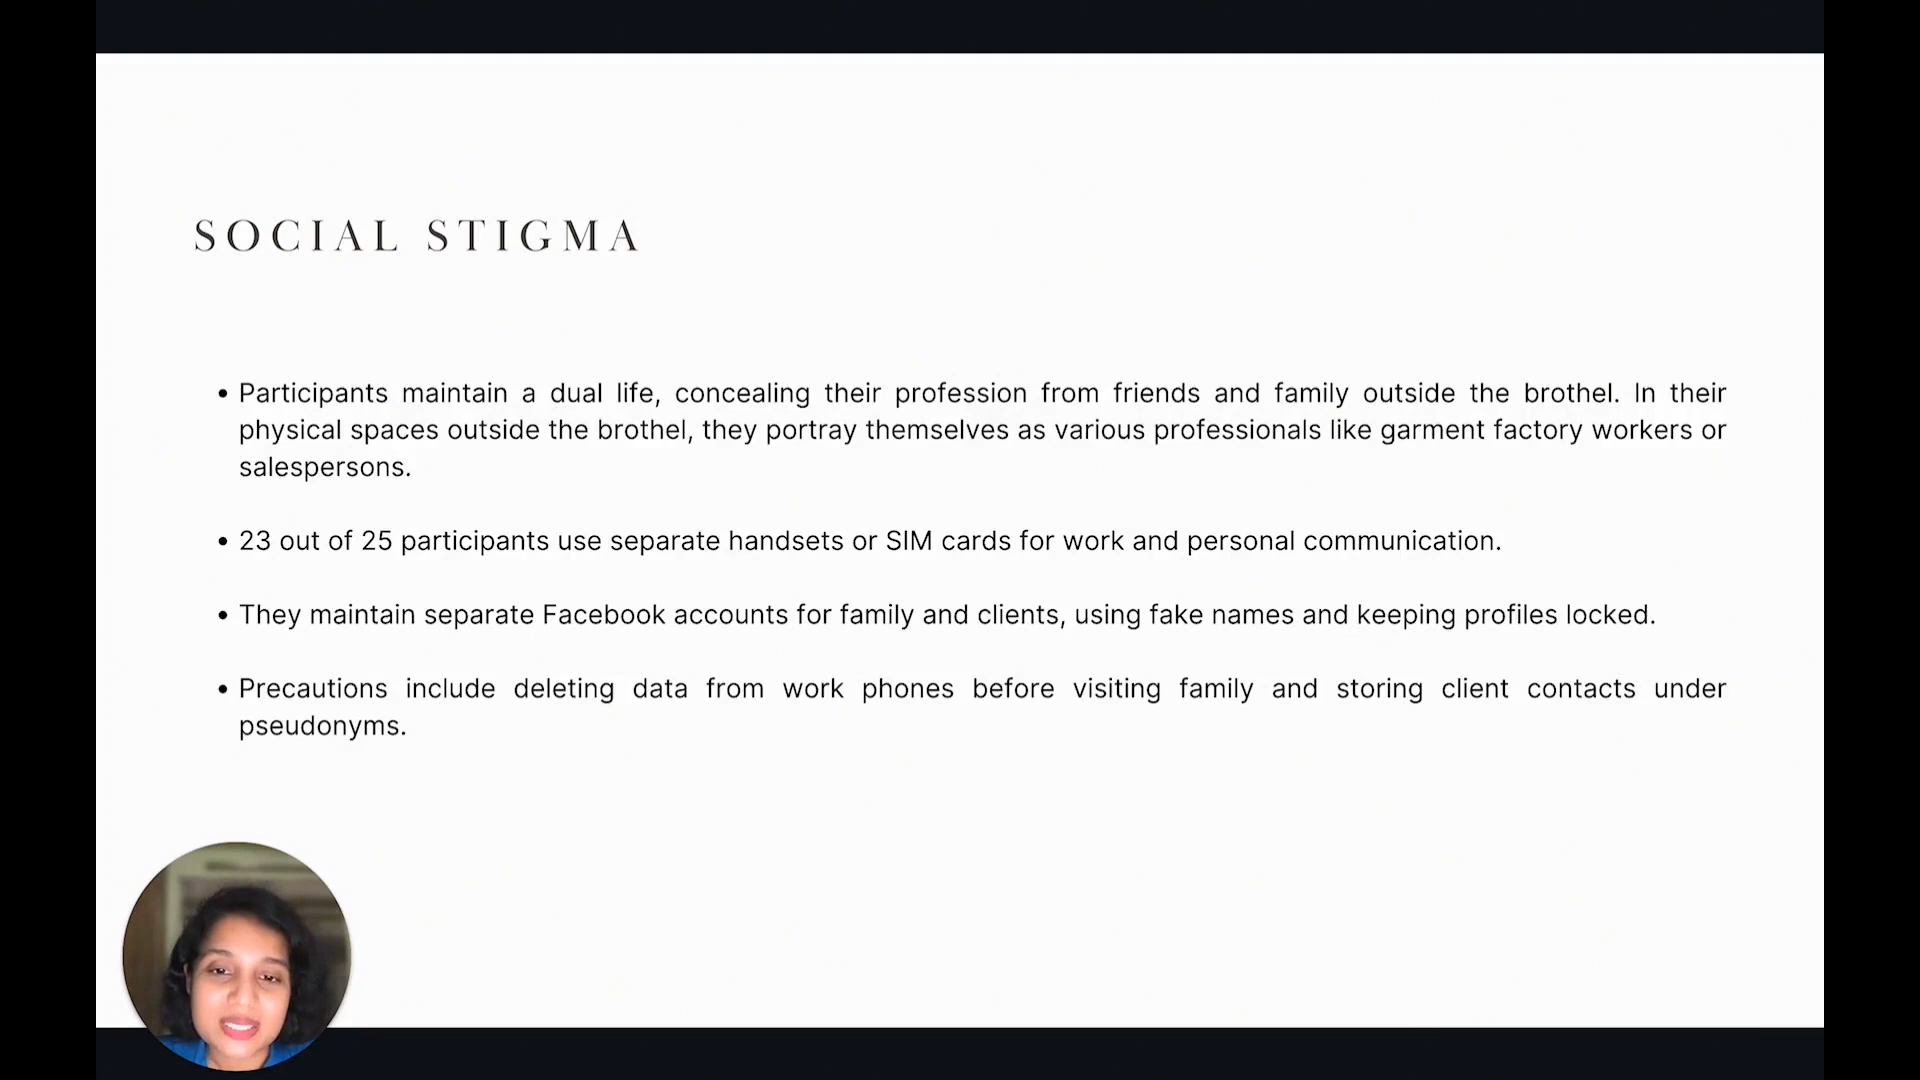 SOCIAL STIGMA
• Participants maintain a dual life, concealing their profession from friends and family outside the brothel. In their
physical spaces outside the brothel, they portray themselves as various professionals like garment factory workers or
salespersons.
• 23 out of 25 participants use separate handsets or SIM cards for work and personal communication.
• They maintain separate Facebook accounts for family and clients, using fake names and keeping profiles locked.
• Precautions include deleting data from work phones before visiting family and storing client contacts under
pseudonyms.